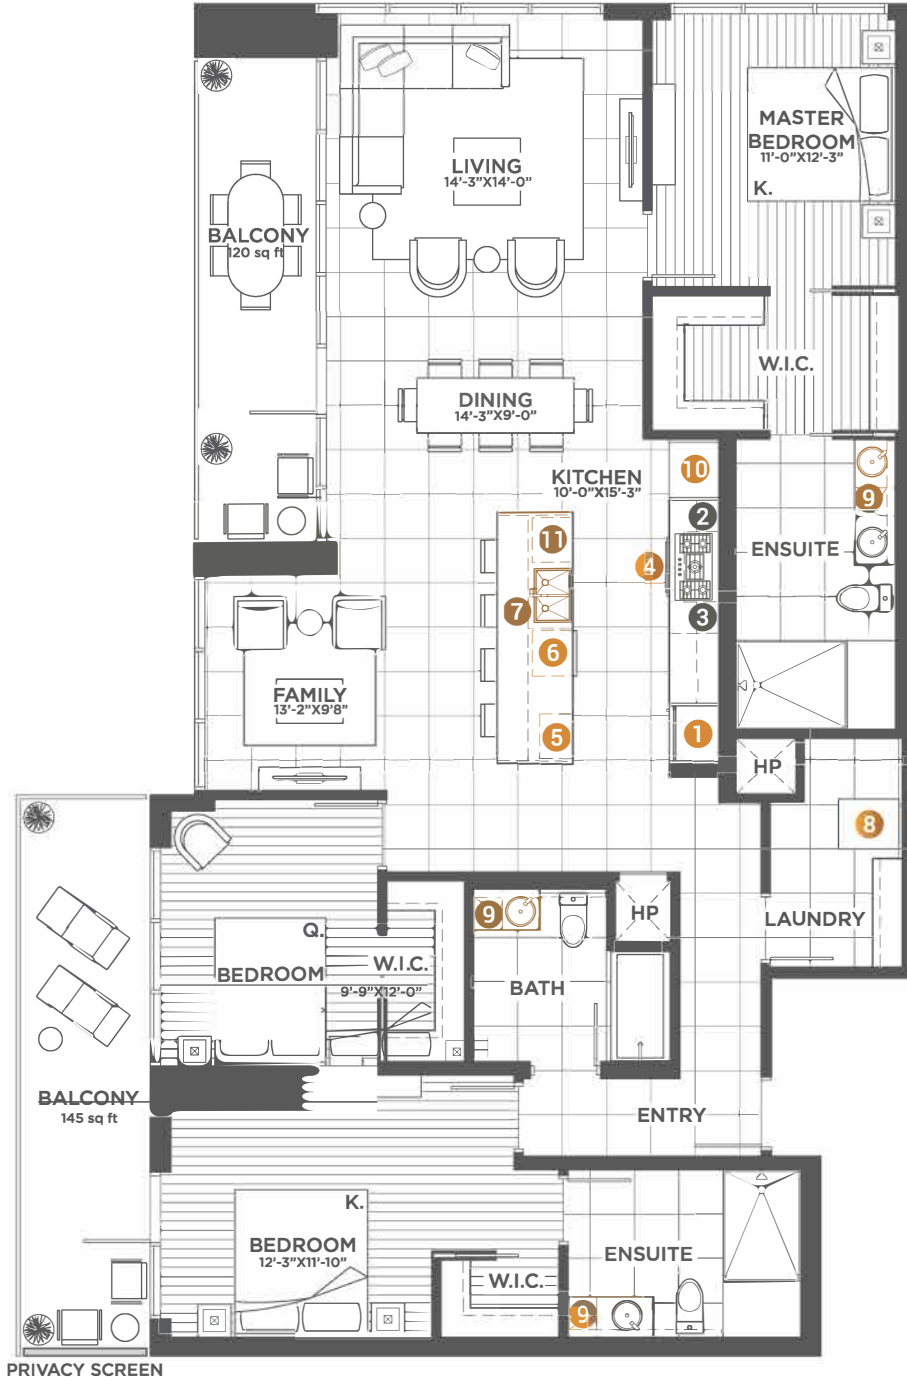 MASTER
BEDROOM
11'-0"X12'-3"
K.
LIVING
14'-3"X14'-0"
BALCONY
120 sq ft
W.I.C.
DINING
14'-3"X9'-0"
KITCHEN
10'-0"X15'-3"
10
9
2
11
ENSUITE
4
7
3
6
FAMILY
13'-2"X9'8"
5
1
HP
8
9
HP
LAUNDRY
Q.
BEDROOM
W.I.C.
9'-9"X12'-0"
BATH
BALCONY
145 sq ft
ENTRY
K.
BEDROOM
12'-3"X11'-10"
ENSUITE
W.I.C.
9
PRIVACY SCREEN